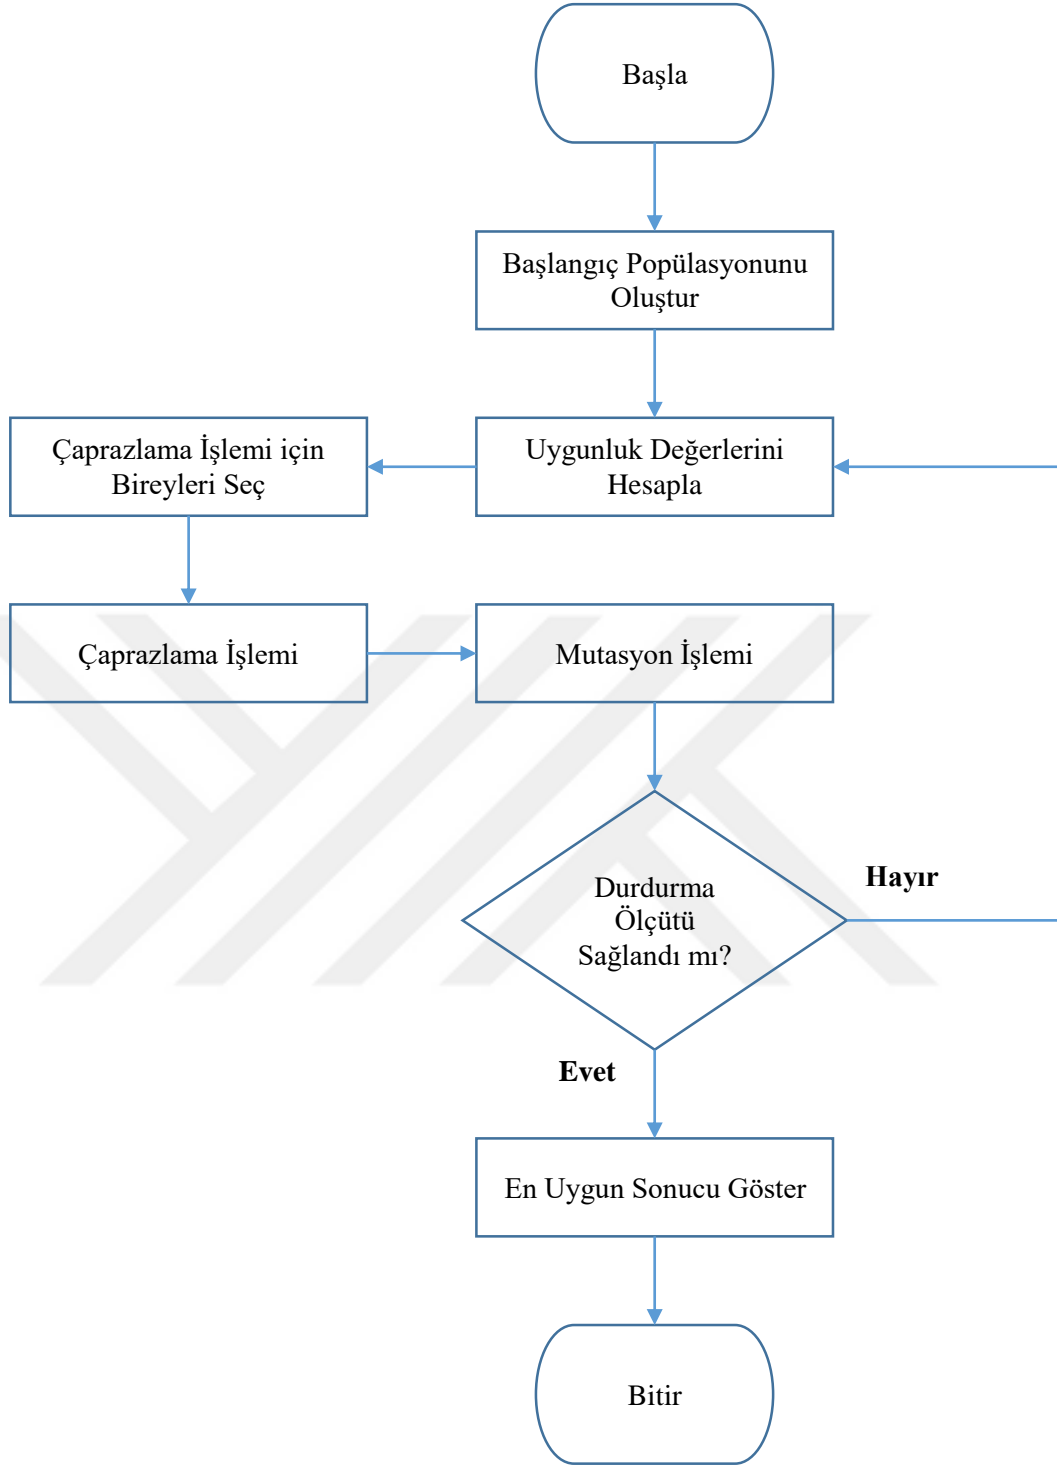 Başla
Başlangıç Popülasyonunu
Oluştur
Uygunluk Değerlerini
Hesapla
Çaprazlama İşlemi için
Bireyleri Seç
Çaprazlama İşlemi
Mutasyon İşlemi
Durdurma
Ölçütü
Sağlandı mı?
Hayır
Evet
En Uygun Sonucu Göster
Bitir